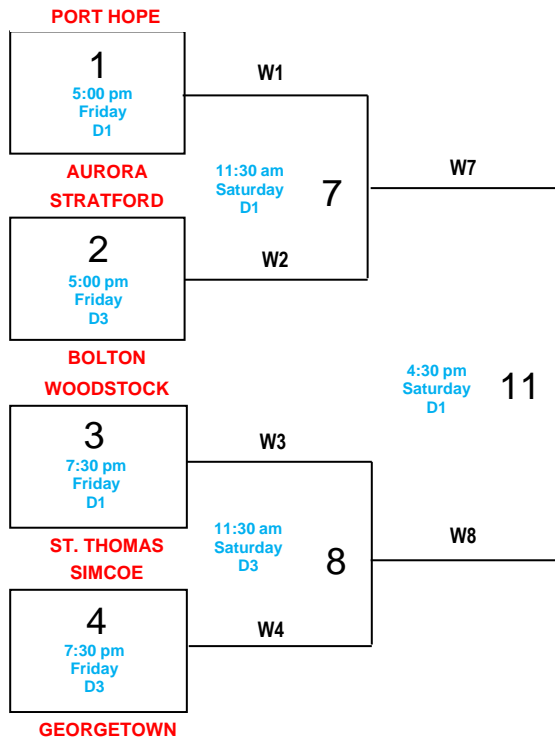 PORT HOPE
1
5:00 pm
Friday
D1
W1
AURORA
STRATFORD
11:30 am
Saturday
D1
7
W7
2
5:00 pm
Friday
D3
W2
BOLTON
WOODSTOCK
4:30 pm
Saturday
D1
11
3
7:30 pm
Friday
D1
W3
ST. THOMAS
SIMCOE
11:30 am
Saturday
D3
8
W8
4
7:30 pm
Friday
D3
W4
GEORGETOWN